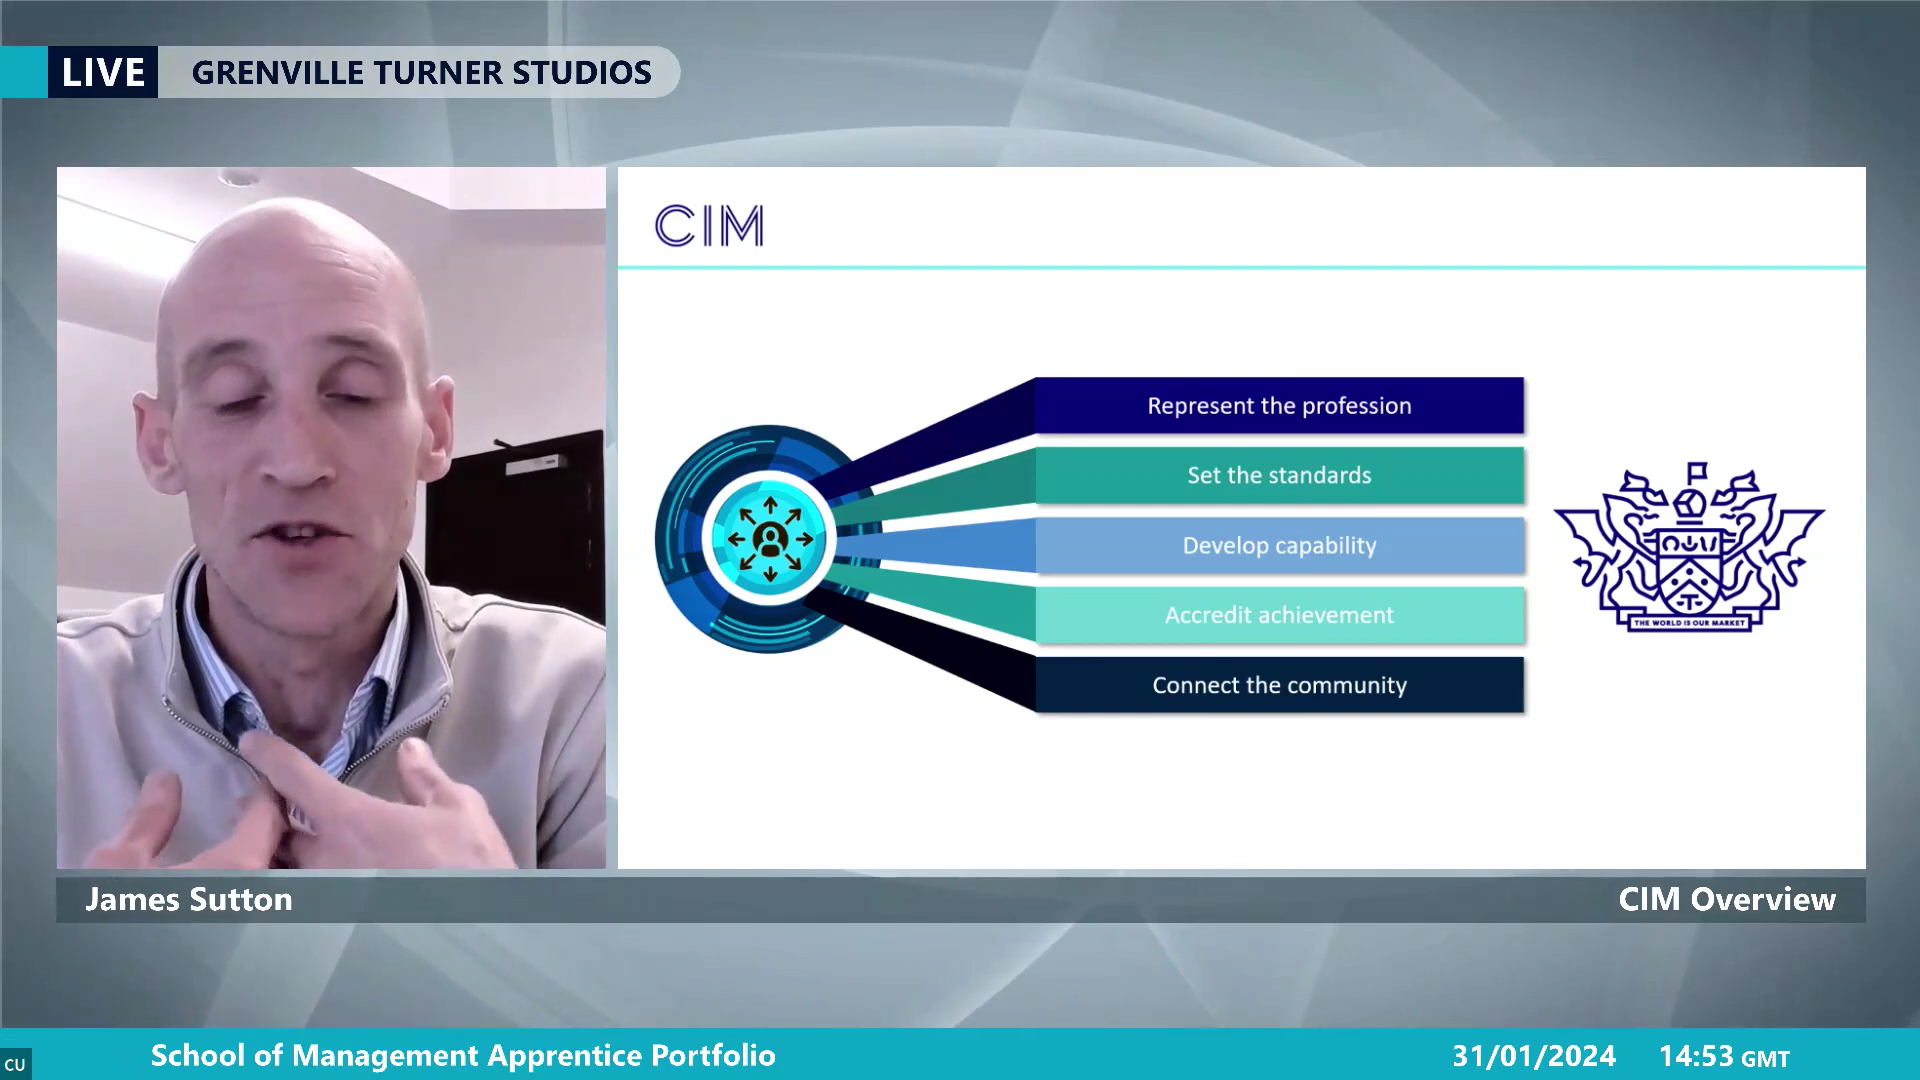 LIVE
GRENVILLE TURNER STUDIOS
CIM
Represent the profession
Set the standards
Develop capability
Accredit achievement
Connect the community
THE WORLD IS OUR MARKET
James Sutton
CIM Overview
School of Management Apprentice Portfolio
31/01/2024
14:53 GMT
CU